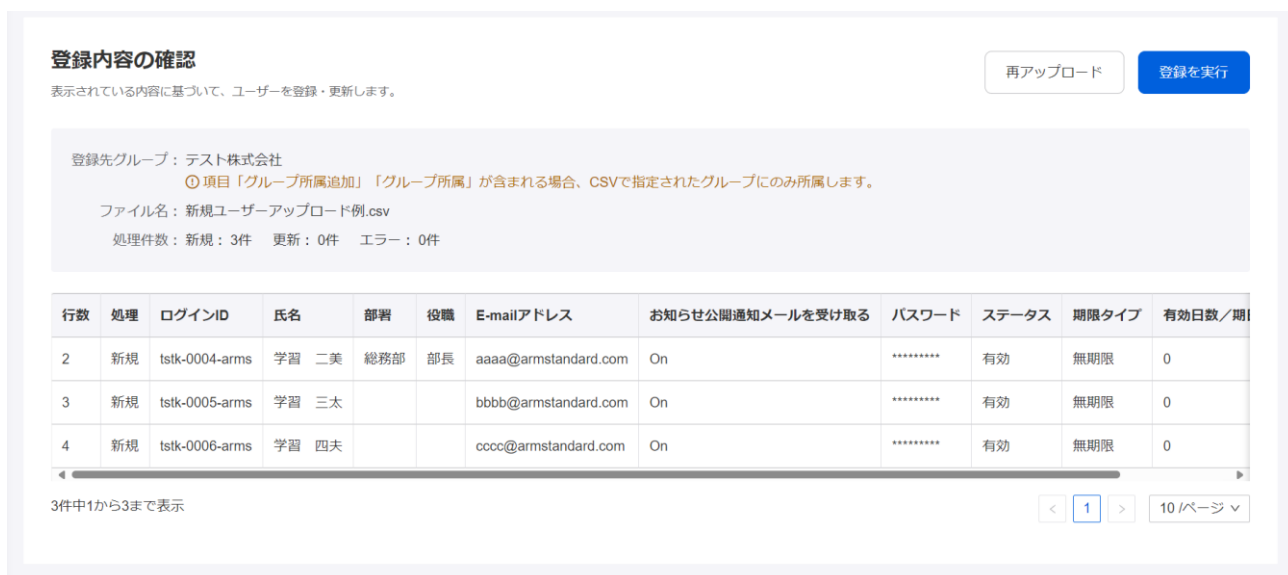 登録内容の確認
再アップロード 登録を実行
表示されている内容に基づいて、ユーザーを登録・更新します。
登録先グループ： テスト株式会社
項目「グループ所属追加」「グループ所属」が含まれる場合、CSVで指定されたグループにのみ所属します。
ファイル名： 新規ユーザーアップロード例.csv
処理件数： 新規： 3件 更新： 0件 エラー： 0件
行数 処理 ログインID 氏名 部署 役職 E-mailアドレス お知らせ公開通知メールを受け取る パスワード ステータス 期限タイプ 有効日数／期
2 新規 tstk-0004-arms 学習 二美 総務部 部長 aaaa@armstandard.com On ********* 有効 無期限 0
3 新規 tstk-0005-arms 学習 三太 bbbb@armstandard.com On ********* 有効 無期限 0
4 新規 tstk-0006-arms 学習 四夫 cccc@armstandard.com On ********* 有効 無期限 0
3件中1から3まで表示
< 1 > 10 /ページ